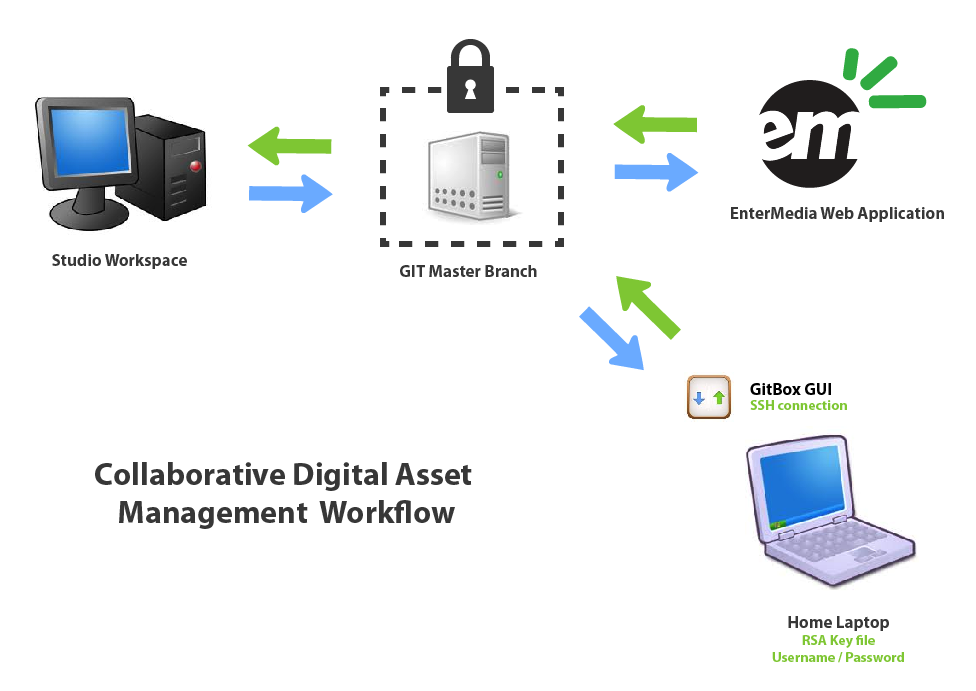 em
EnterMedia Web Application
Studio Workspace
GIT Master Branch
GitBox GUI
SSH connection
Collaborative Digital Asset
Management Workflow
Home Laptop
RSA Key file
Username / Password